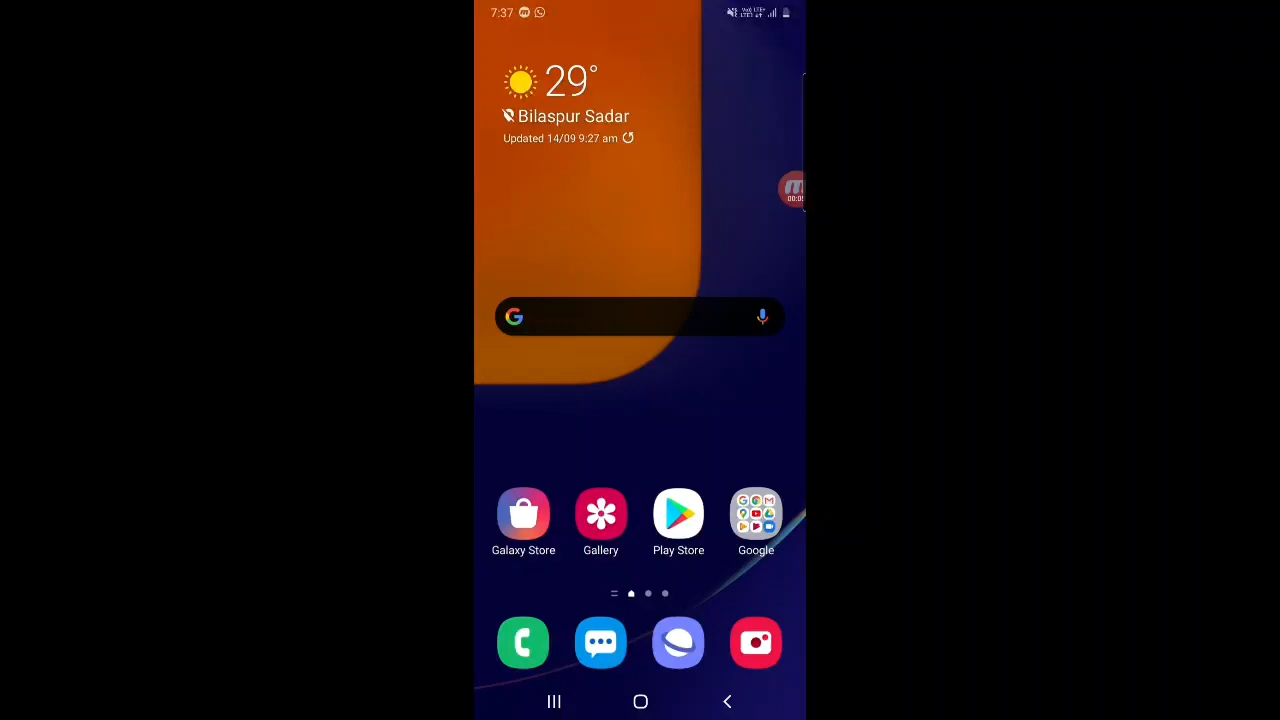 7:37
29°
Bilaspur Sadar
Updated 14/09 9:27 am
Galaxy Store
Gallery
Play Store
Google